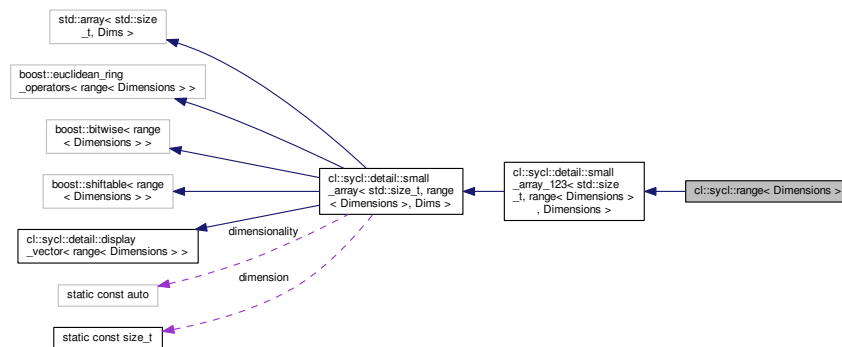 std::array< std::size
_t, Dims >
boost::euclidean_ring
_operators< range< Dimensions > >
boost::bitwise< range
< Dimensions > >
boost::shiftable< range
< Dimensions > >
cl::sycl::detail::display
_vector< range< Dimensions > >
static const auto
static const size_t
dimensionality
dimension
cl::sycl::detail::small
_array< std::size_t, range
< Dimensions >, Dims >
cl::sycl::detail::small
_array_123< std::size
_t, range< Dimensions >
, Dimensions >
cl::sycl::range< Dimensions >